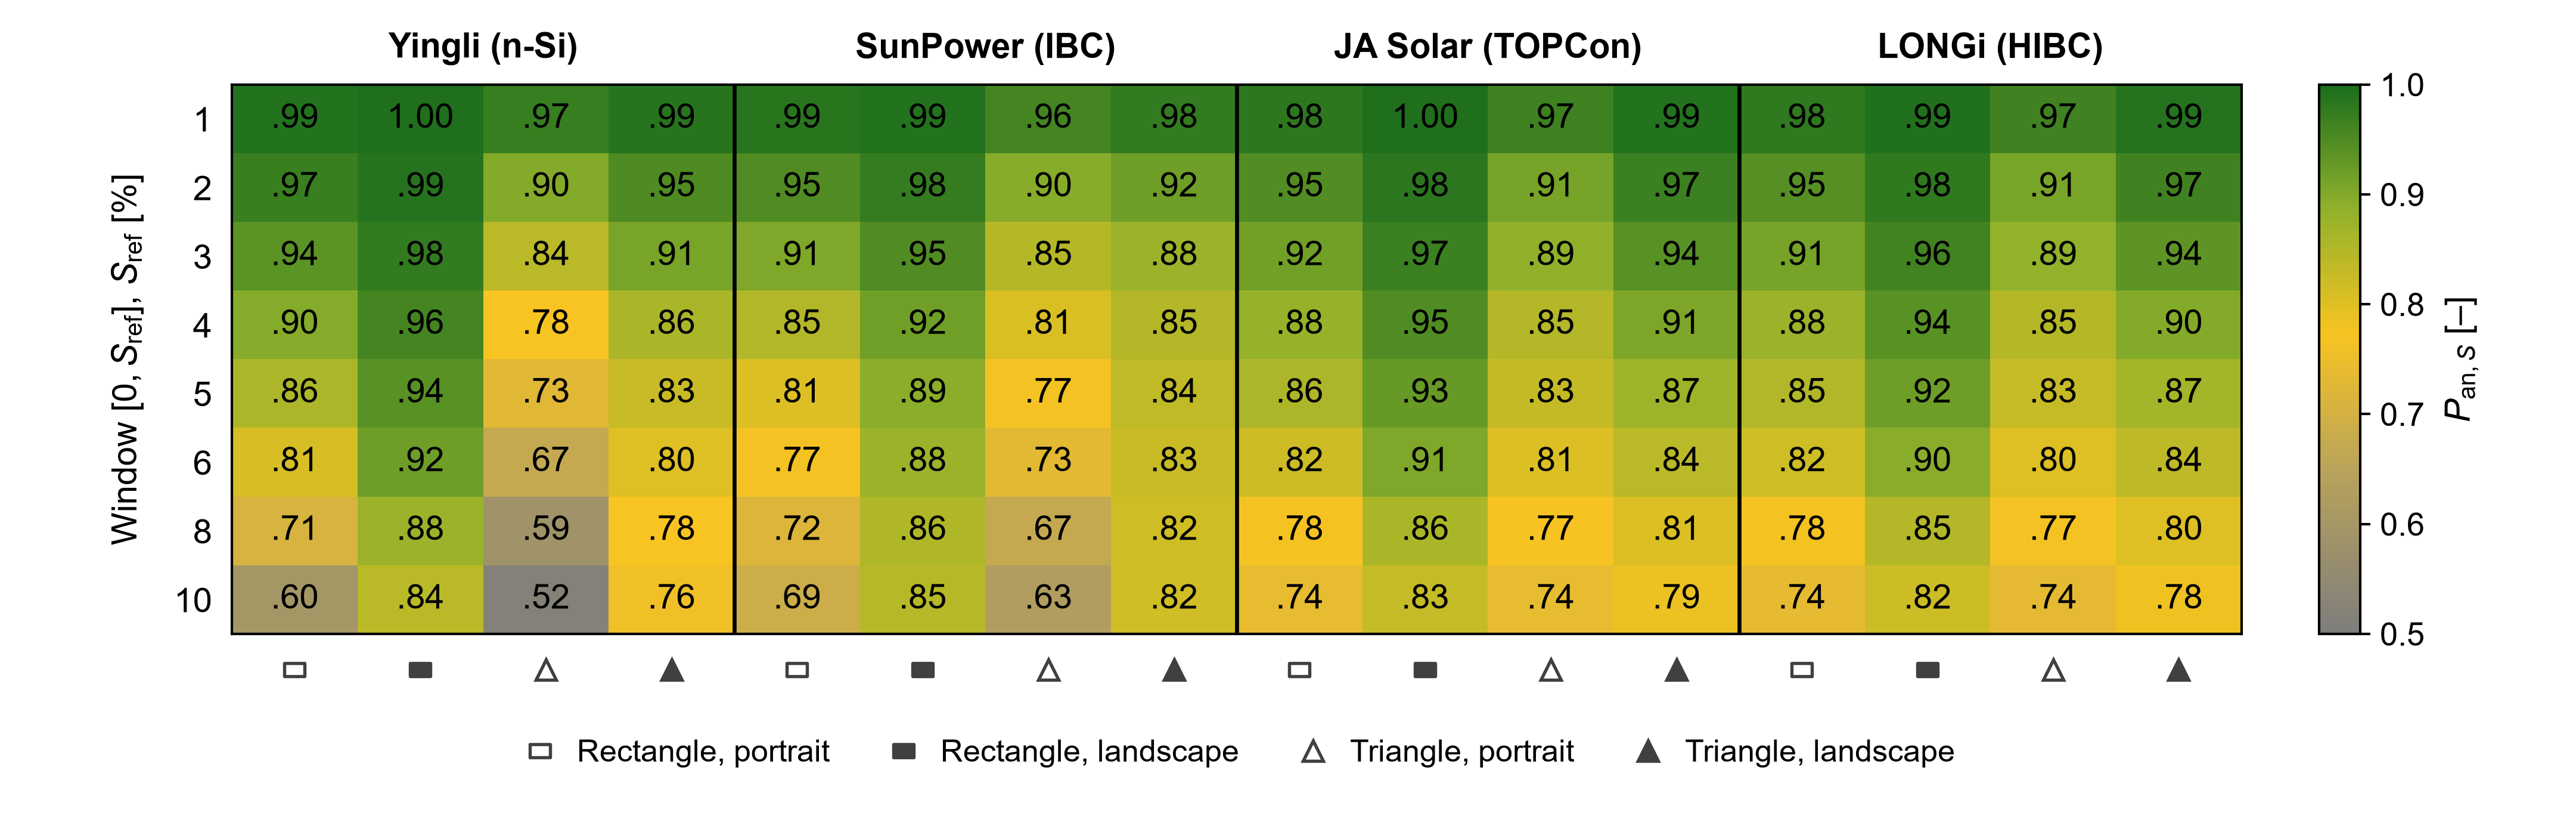 Yingli (n-Si) SunPower (IBC) JA Solar (TOPCon) LONGi (HIBC)
1 .99 1.00 .97 .99 .99 .99 .96 .98 .98 1.00 .97 .99 .98 .99 .97 .99
2 .97 .99 .90 .95 .95 .98 .90 .92 .95 .98 .91 .97 .95 .98 .91 .97
3 .94 .98 .84 .91 .91 .95 .85 .88 .92 .97 .89 .94 .91 .96 .89 .94
4 .90 .96 .78 .86 .85 .92 .81 .85 .88 .95 .85 .91 .88 .94 .85 .90
5 .86 .94 .73 .83 .81 .89 .77 .84 .86 .93 .83 .87 .85 .92 .83 .87
6 .81 .92 .67 .80 .77 .88 .73 .83 .82 .91 .81 .84 .82 .90 .80 .84
8 .71 .88 .59 .78 .72 .86 .67 .82 .78 .86 .77 .81 .78 .85 .77 .80
10 .60 .84 .52 .76 .69 .85 .63 .82 .74 .83 .74 .79 .74 .82 .74 .78
Window [0, Sref], Sref [%]
1.0
0.9
0.8
0.7
0.6
0.5
Pan, s [–]
Rectangle, portrait Rectangle, landscape Triangle, portrait Triangle, landscape